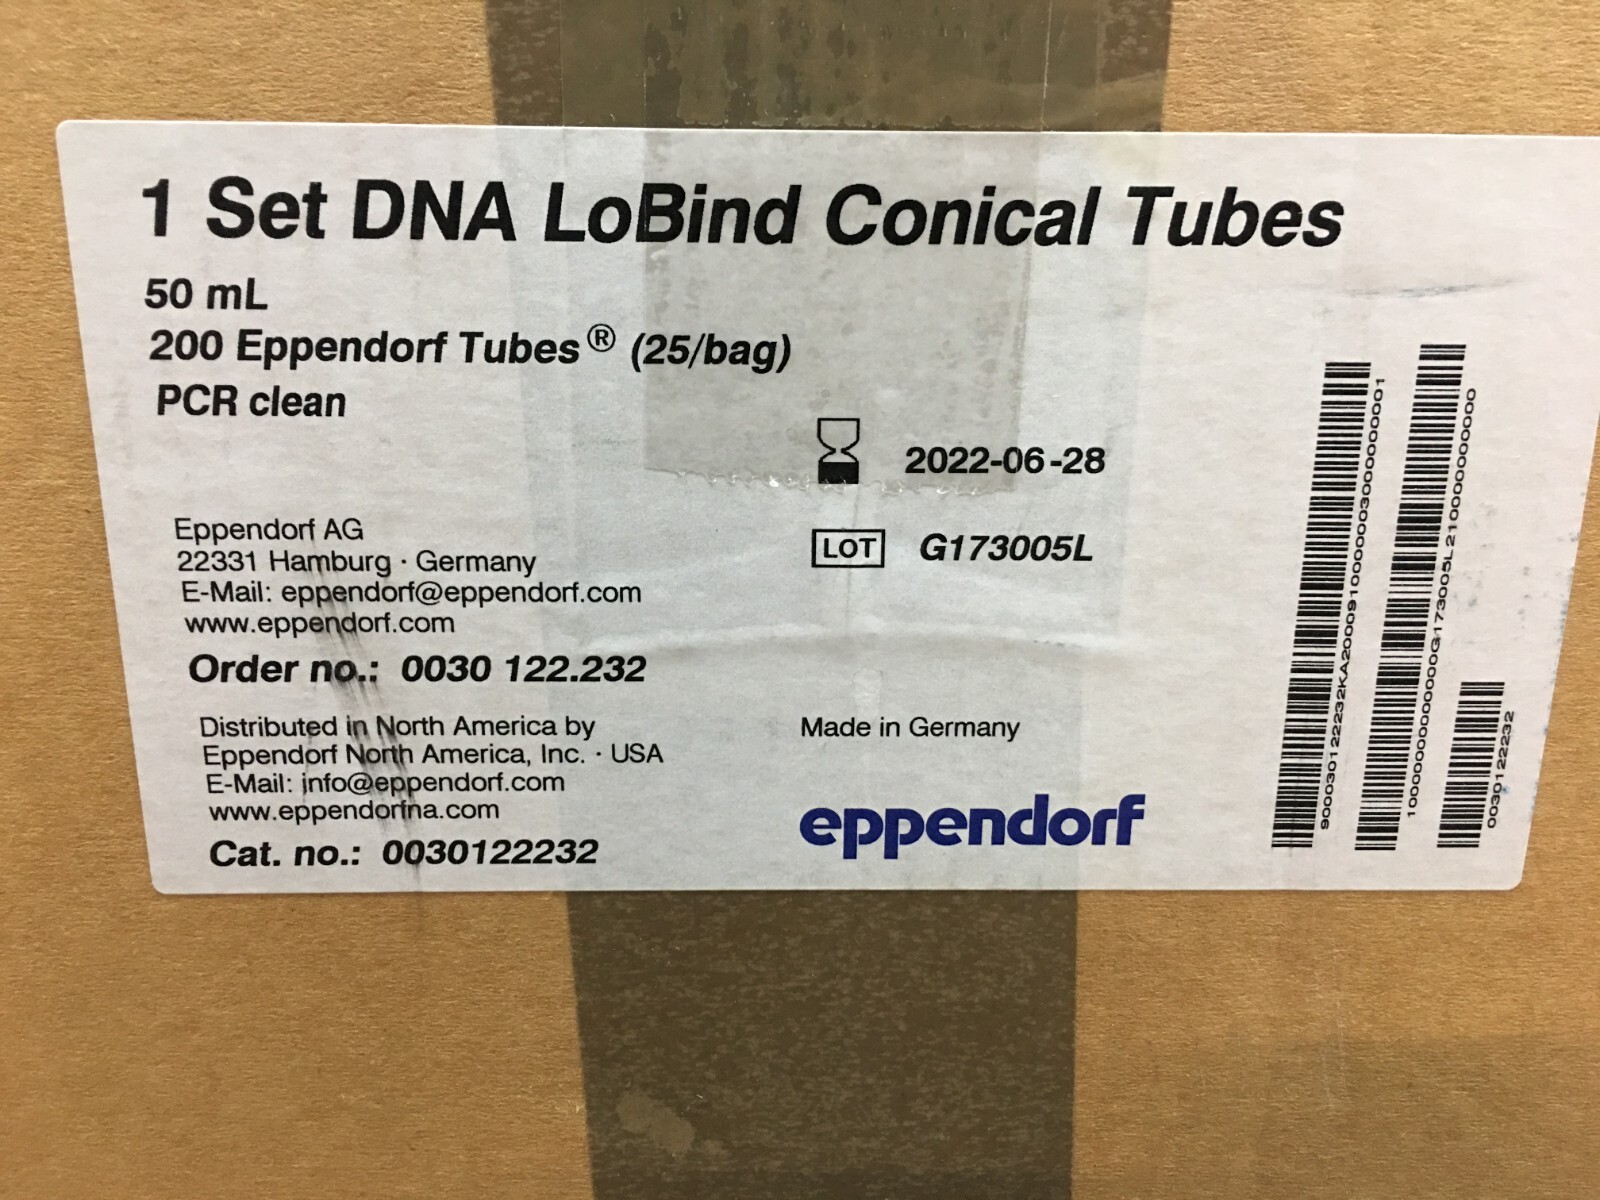 1 Set DNA LoBind Conical Tubes
50 mL
200 Eppendorf Tubes® (25/bag)
PCR clean
2022-06-28
LOT G173005L
Eppendorf AG
22331 Hamburg · Germany
E-Mail: eppendorf@eppendorf.com
www.eppendorf.com
Order no.: 0030 122.232
Distributed in North America by
Eppendorf North America, Inc. · USA
E-Mail: info@eppendorf.com
www.eppendorfna.com
Cat. no.: 0030122232
Made in Germany
eppendorf
0030122232